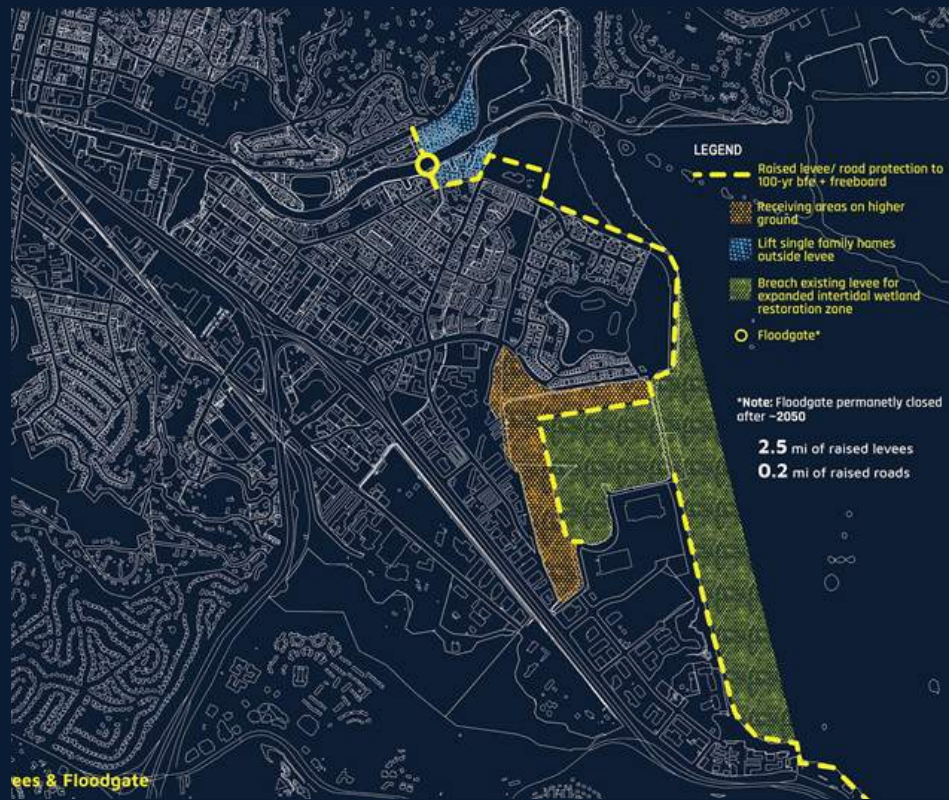 LEGEND
Raised levee/ road protection to
100-yr bfe + freeboard
Receiving areas on higher
ground
Lift single family homes
outside levee
Breach existing levee for
expanded intertidal wetland
restoration zone
Floodgate*
*Note: Floodgate permanetly closed
after ~2050
2.5 mi of raised levees
0.2 mi of raised roads
ees & Floodgate